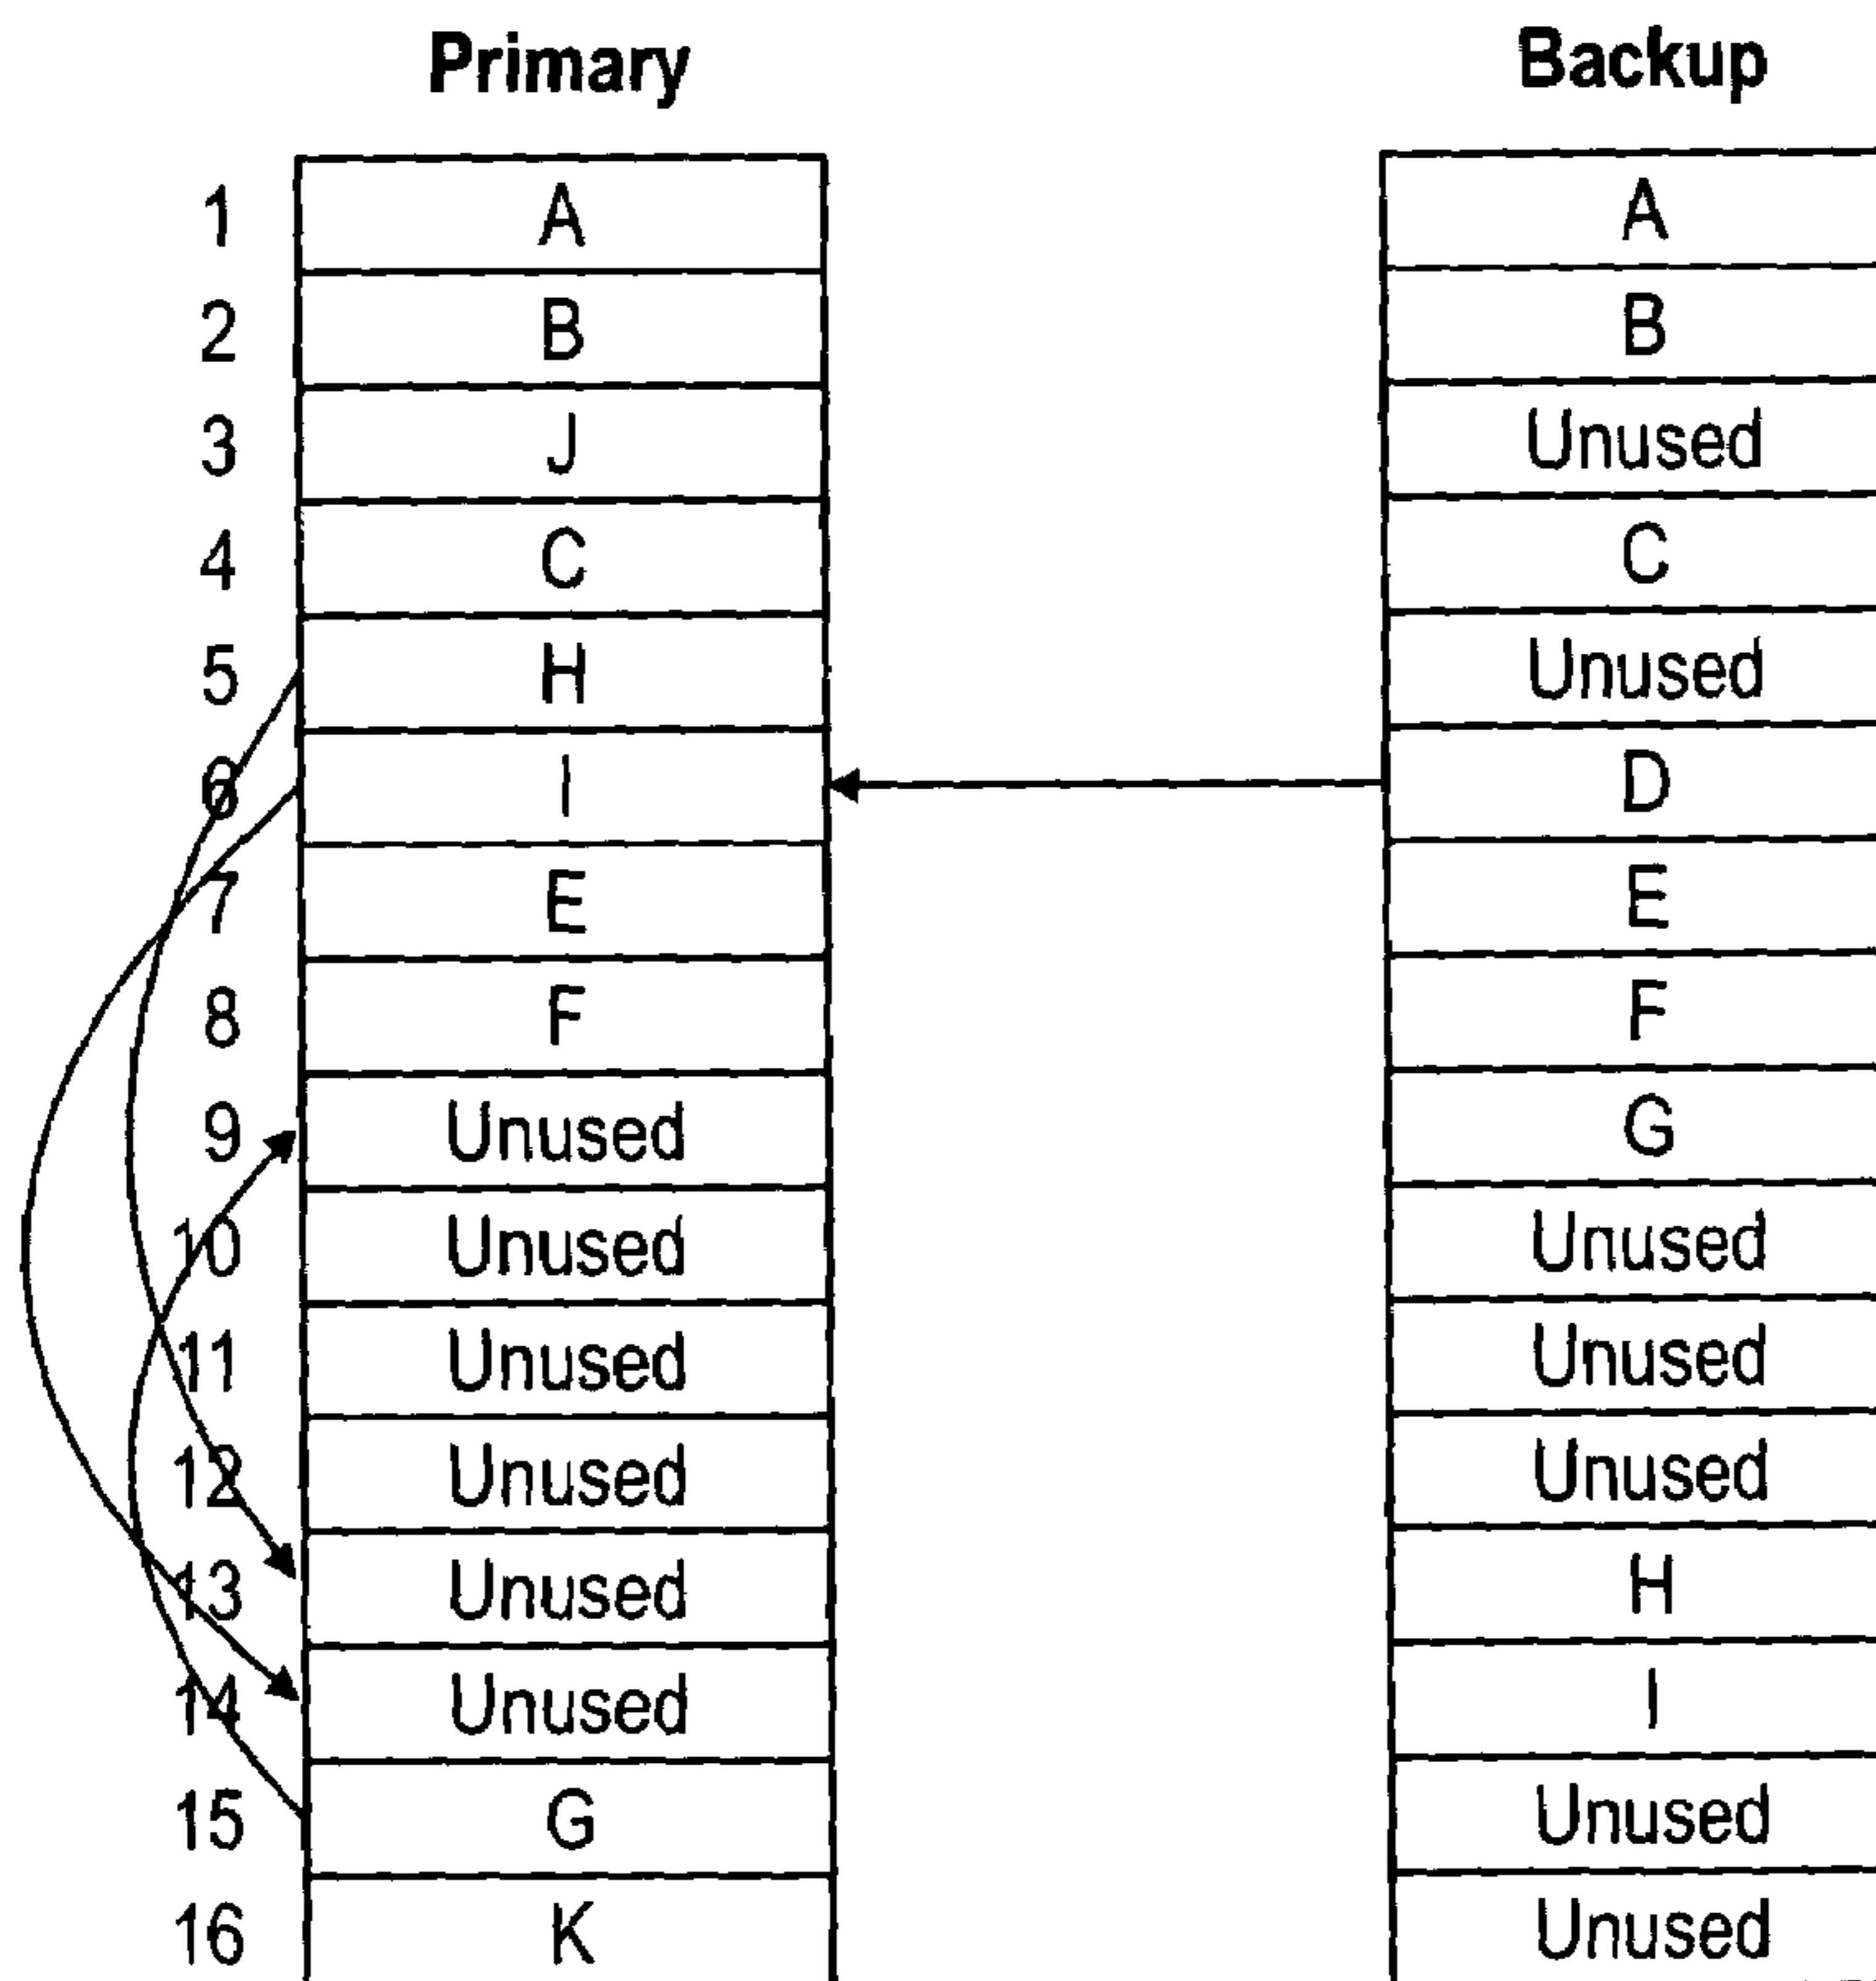 Primary Backup
1 A A
2 B B
3 J Unused
4 C C
5 H Unused
6 I D
7 E E
8 F F
9 Unused G
10 Unused Unused
11 Unused Unused
12 Unused Unused
13 Unused H
14 Unused I
15 G Unused
16 K Unused